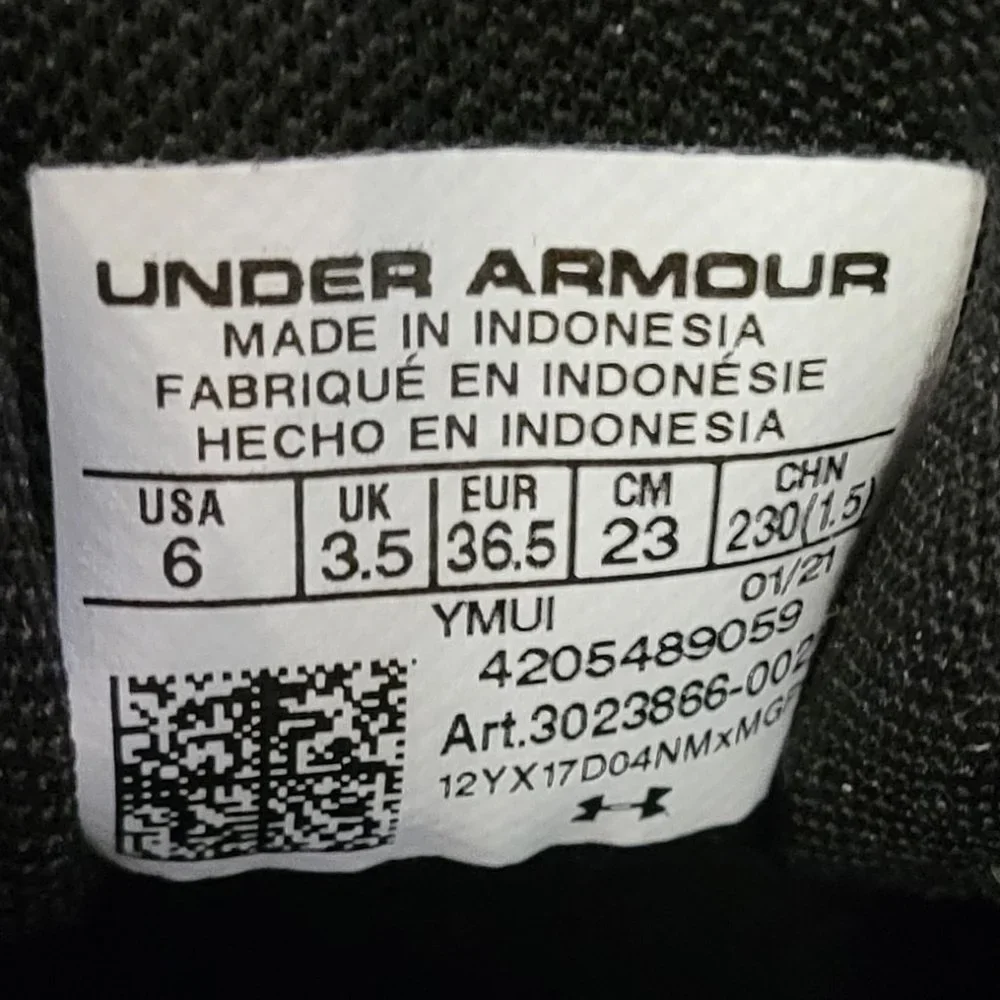 UNDER ARMOUR
MADE IN INDONESIA
FABRIQUÉ EN INDONÉSIE
HECHO EN INDONESIA
USA UK EUR CM CHN
6 3.5 36.5 23 230(1.5)
YMUI 01/21
4205489059
Art.3023866-002